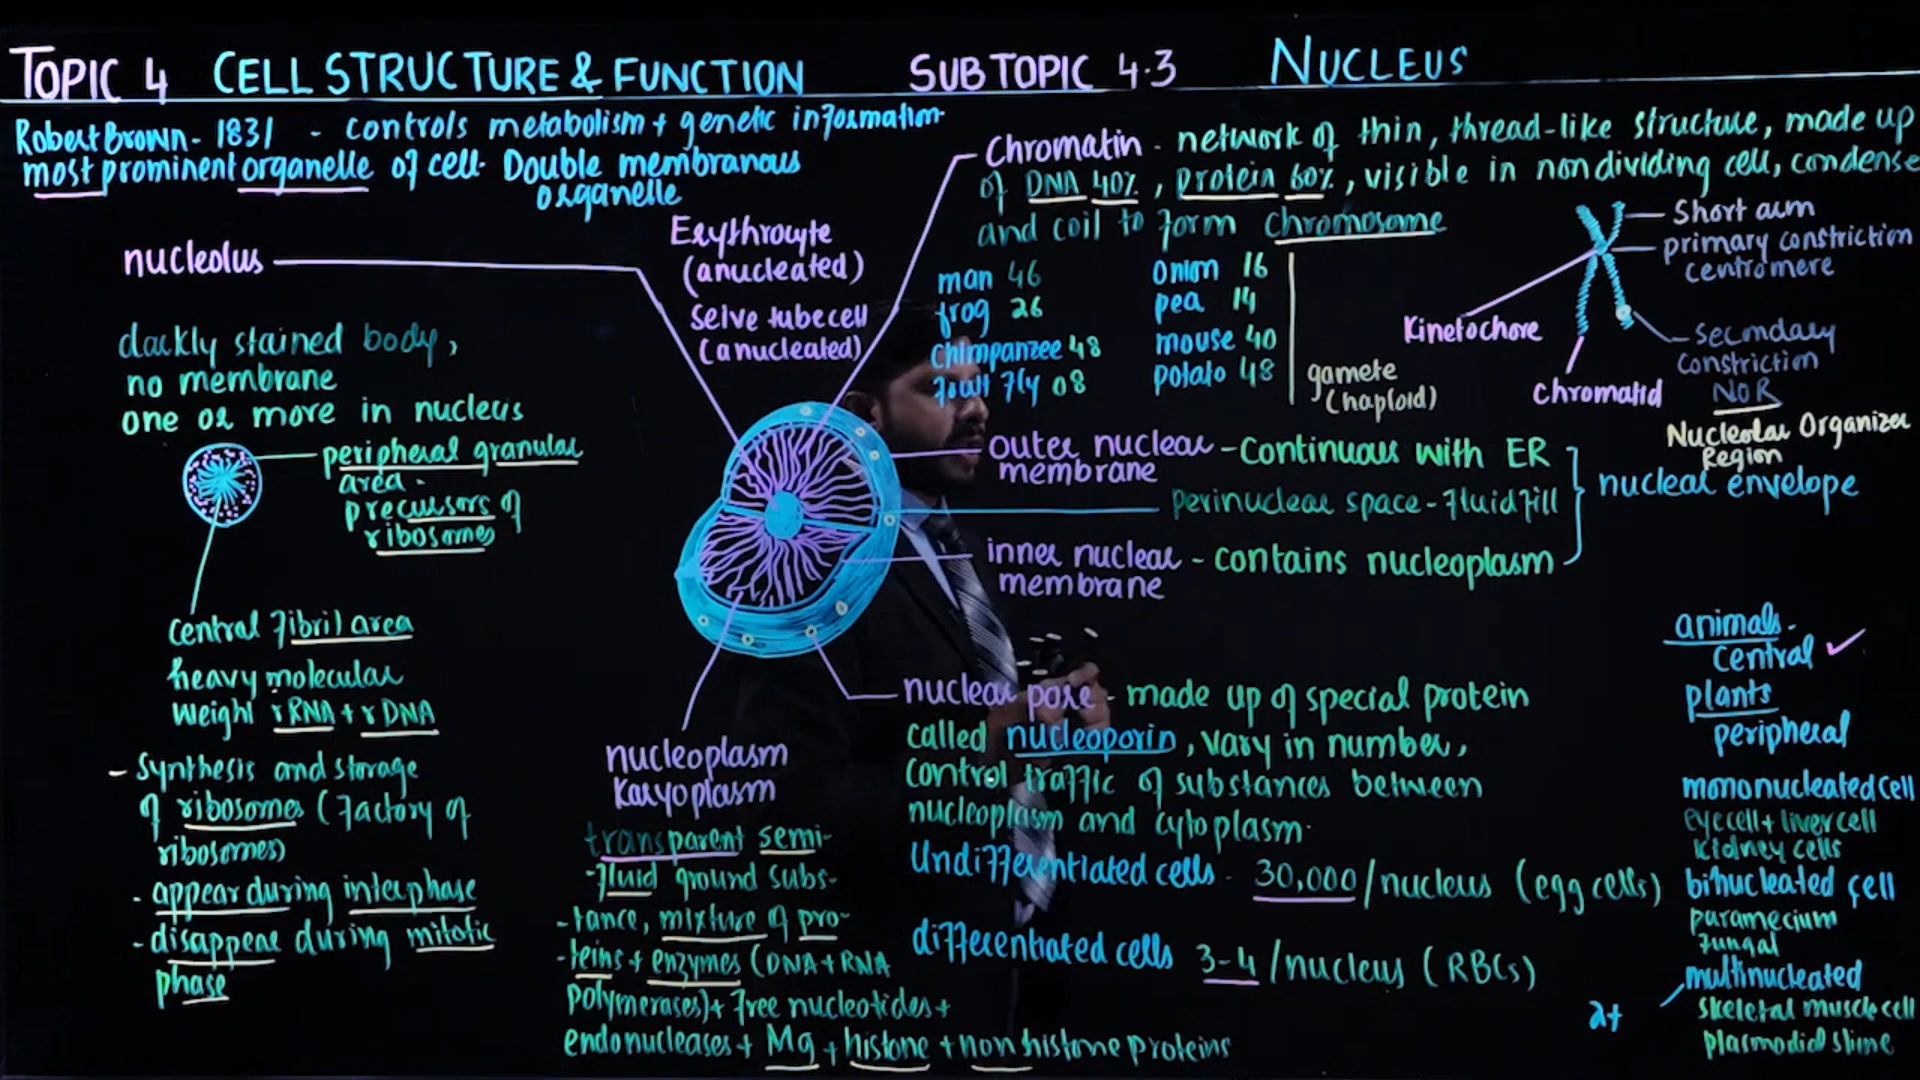 TOPIC 4 CELL STRUCTURE & FUNCTION SUBTOPIC 4.3 NUCLEUS
Robert Brown - 1831 - controls metabolism + genetic information.
most prominent organelle of cell. Double membranous
organelle
nucleolus
darkly stained body,
no membrane
one or more in nucleus
peripheral granular
area.
precursors of
ribosomes
central fibril area
heavy molecular
weight rRNA + rDNA
- Synthesis and storage
of ribosomes (factory of
ribosomes)
- appear during interphase
- disappear during mitotic
phase
Erythrocyte
(anucleated)
Seive tube cell
(anucleated)
nucleoplasm
Karyoplasm
transparent semi-
-fluid ground subs-
-tance, mixture of pro-
-teins + enzymes (DNA + RNA
polymerases) + free nucleotides +
endonucleases + Mg + histone + non histone proteins
Chromatin - network of thin, thread-like structure, made up
of DNA 40%, protein 60%, visible in nondividing cell, condense
and coil to form Chromosome
man 46
frog 26
Chimpanzee 48
fruit fly 08
Onion 16
pea 14
mouse 40
potato 48
gamete
(haploid)
Short arm
primary constriction
centromere
Kinetochore
Secondary
constriction
NOR
Chromatid
Nucleolar Organizer
Region
outer nuclear - Continuous with ER
membrane
perinuclear space - fluid fill
inner nuclear - contains nucleoplasm
membrane
nuclear envelope
nuclear pore - made up of special protein
called nucleoporin, vary in number,
control traffic of substances between
nucleoplasm and cytoplasm.
Undifferentiated cells - 30,000/nucleus (egg cells)
differentiated cells 3-4/nucleus (RBCs)
animals -
central
plants
peripheral
mononucleated cell
eye cell + liver cell
kidney cells
binucleated cell
paramecium
fungal
multinucleated
2+
skeletal muscle cell
plasmodial slime